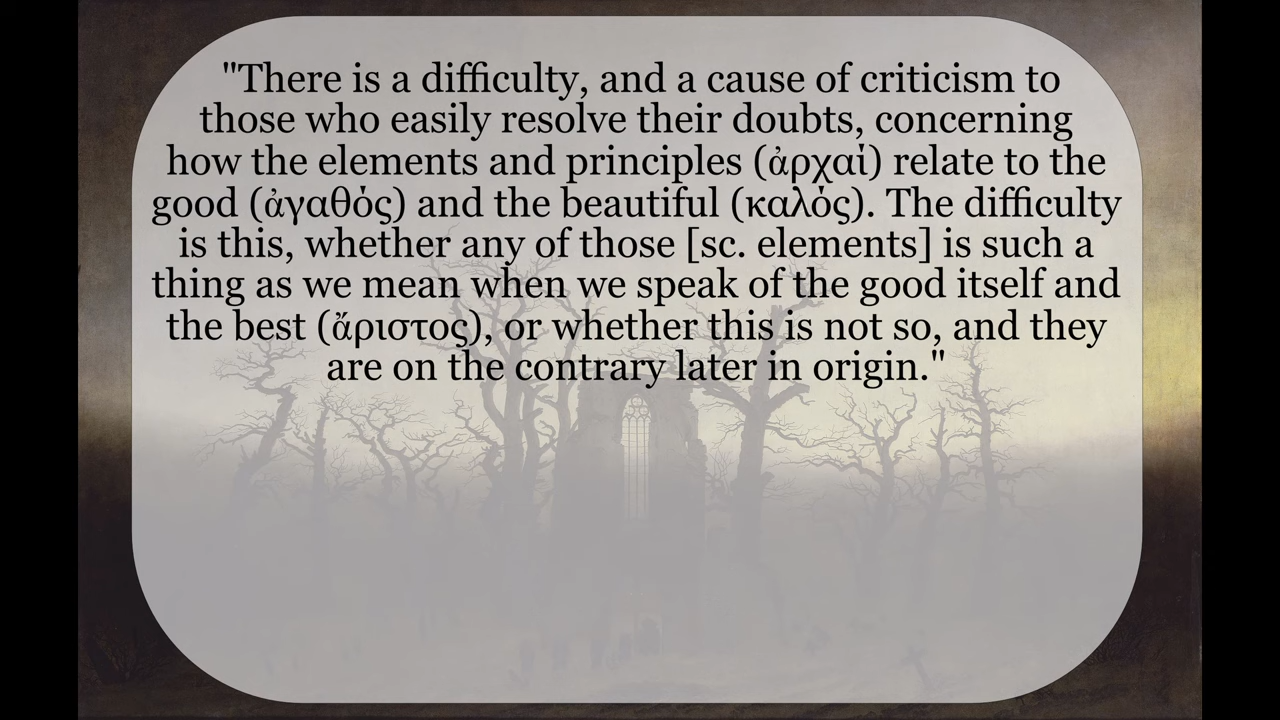 "There is a difficulty, and a cause of criticism to
those who easily resolve their doubts, concerning
how the elements and principles (ἀρχαί) relate to the
good (ἀγαθός) and the beautiful (καλός). The difficulty
is this, whether any of those [sc. elements] is such a
thing as we mean when we speak of the good itself and
the best (ἄριστος), or whether this is not so, and they
are on the contrary later in origin."